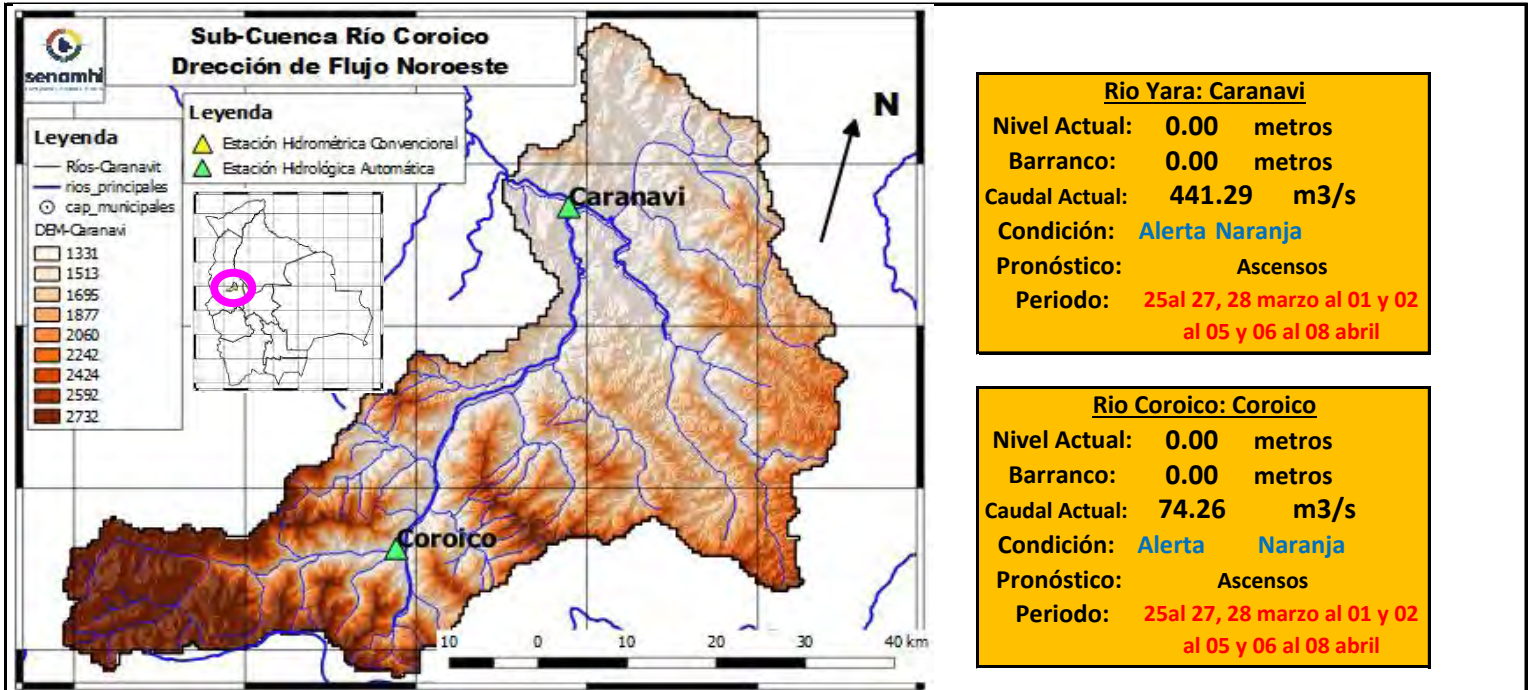 senamhi
Sub-Cuenca Río Coroico
Drección de Flujo Noroeste
Leyenda
Estación Hidrométrica Convencional
Estación Hidrológica Automática
Leyenda
Ríos-Caranavit
rios_principales
cap_municipales
DEM-Caranavi
1331
1513
1695
1877
2060
2242
2424
2592
2732
N
Caranavi
Coroico
10 0 10 20 30 40 km
Rio Yara: Caranavi
Nivel Actual: 0.00 metros
Barranco: 0.00 metros
Caudal Actual: 441.29 m3/s
Condición: Alerta Naranja
Pronóstico: Ascensos
Periodo: 25al 27, 28 marzo al 01 y 02
al 05 y 06 al 08 abril
Rio Coroico: Coroico
Nivel Actual: 0.00 metros
Barranco: 0.00 metros
Caudal Actual: 74.26 m3/s
Condición: Alerta Naranja
Pronóstico: Ascensos
Periodo: 25al 27, 28 marzo al 01 y 02
al 05 y 06 al 08 abril